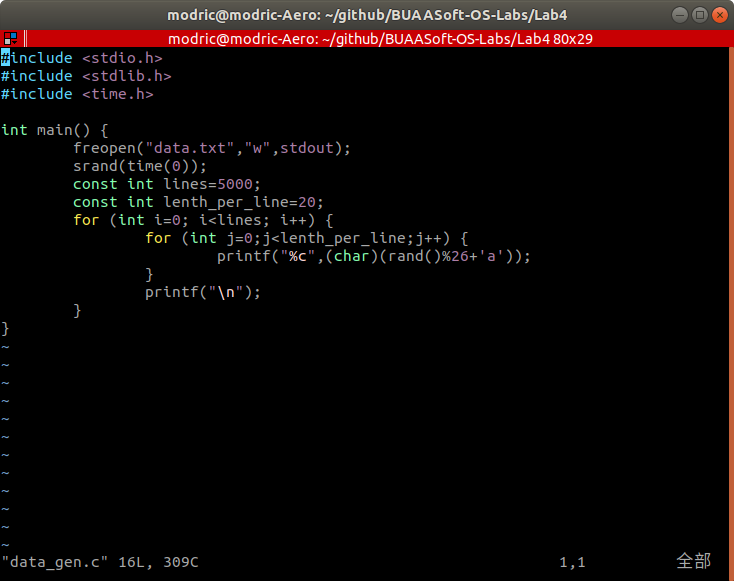 modric@modric-Aero: ~/github/BUAASoft-OS-Labs/Lab4
modric@modric-Aero: ~/github/BUAASoft-OS-Labs/Lab4 80x29
#include <stdio.h>
#include <stdlib.h>
#include <time.h>
int main() {
        freopen("data.txt","w",stdout);
        srand(time(0));
        const int lines=5000;
        const int lenth_per_line=20;
        for (int i=0; i<lines; i++) {
                for (int j=0;j<lenth_per_line;j++) {
                        printf("%c",(char)(rand()%26+'a'));
                }
                printf("\n");
        }
}
~
~
~
~
~
~
~
~
~
~
~
~
"data_gen.c" 16L, 309C 1,1 全部